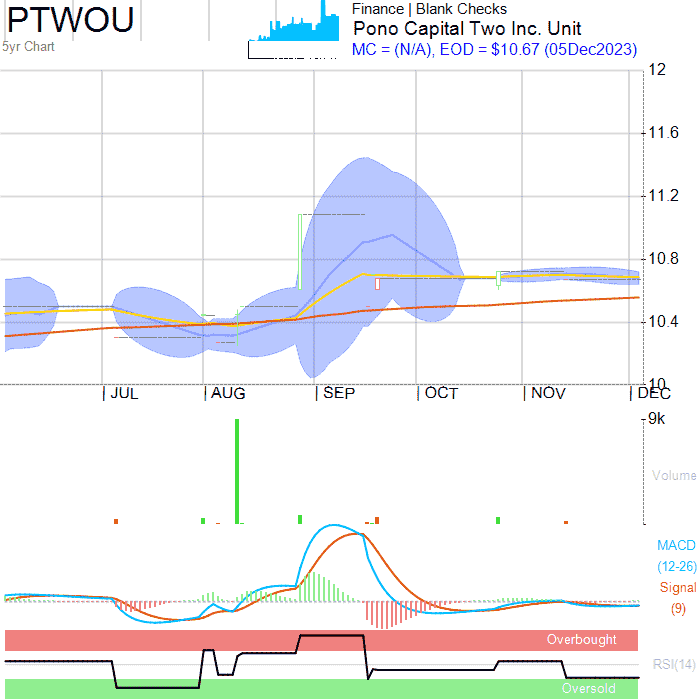 PTWOU
5yr Chart
Finance | Blank Checks
Pono Capital Two Inc. Unit
MC = (N/A), EOD = $10.67 (05Dec2023)
12
11.6
11.2
10.8
10.4
10
JUL AUG SEP OCT NOV DEC
9k
Volume
MACD
(12-26)
Signal
(9)
Overbought
RSI(14)
Oversold